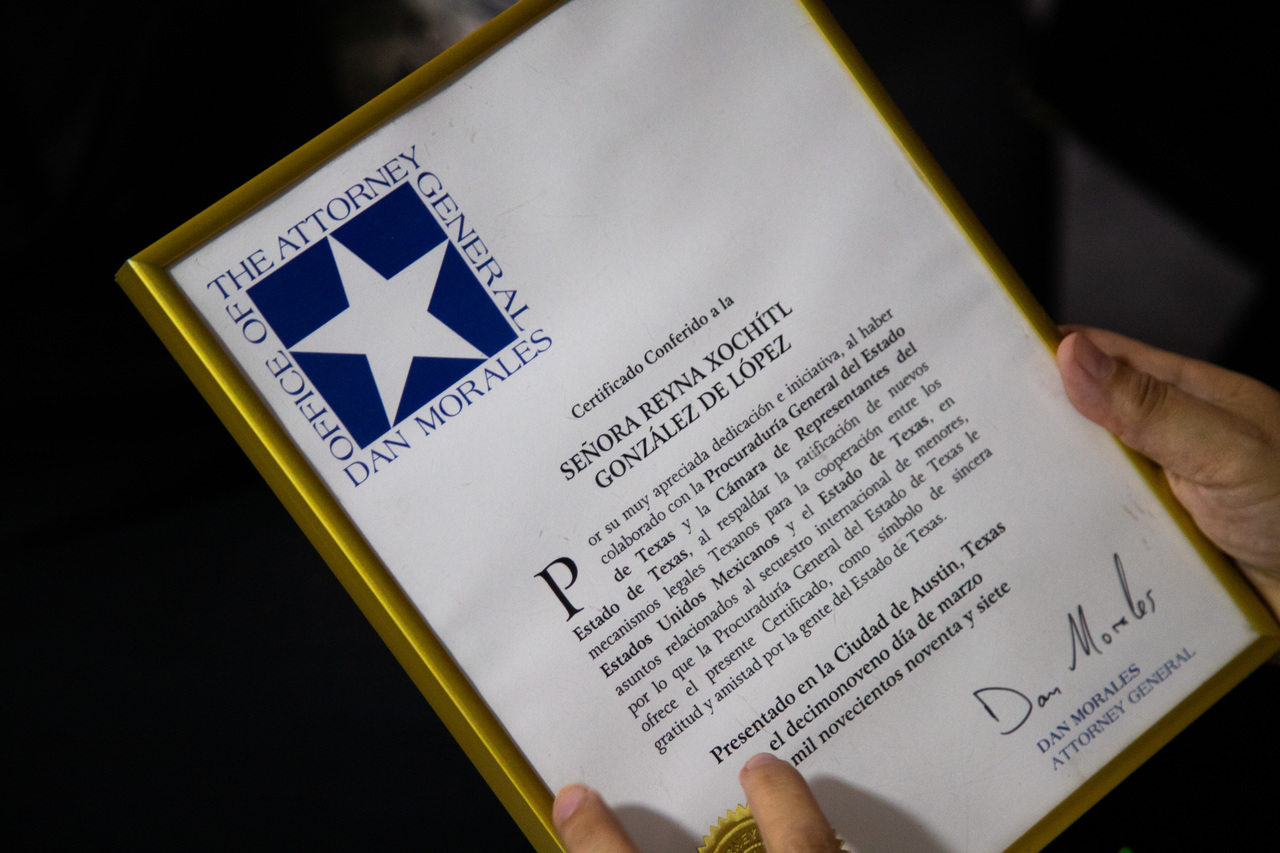 OFFICE OF THE ATTORNEY GENERAL
DAN MORALES
Certificado Conferido a la
SEÑORA REYNA XOCHÍTL
GONZÁLEZ DE LÓPEZ
Por su muy apreciada dedicación e iniciativa, al haber
colaborado con la Procuraduría General del Estado
de Texas y la Cámara de Representantes del
Estado de Texas, al respaldar la ratificación de nuevos
mecanismos legales Texanos para la cooperación entre los
Estados Unidos Mexicanos y el Estado de Texas, en
asuntos relacionados al secuestro internacional de menores,
por lo que la Procuraduría General del Estado de Texas le
ofrece el presente Certificado, como símbolo de sincera
gratitud y amistad por la gente del Estado de Texas.
Presentado en la Ciudad de Austin, Texas
el decimonoveno día de marzo
mil novecientos noventa y siete
Dan Morales
DAN MORALES
ATTORNEY GENERAL